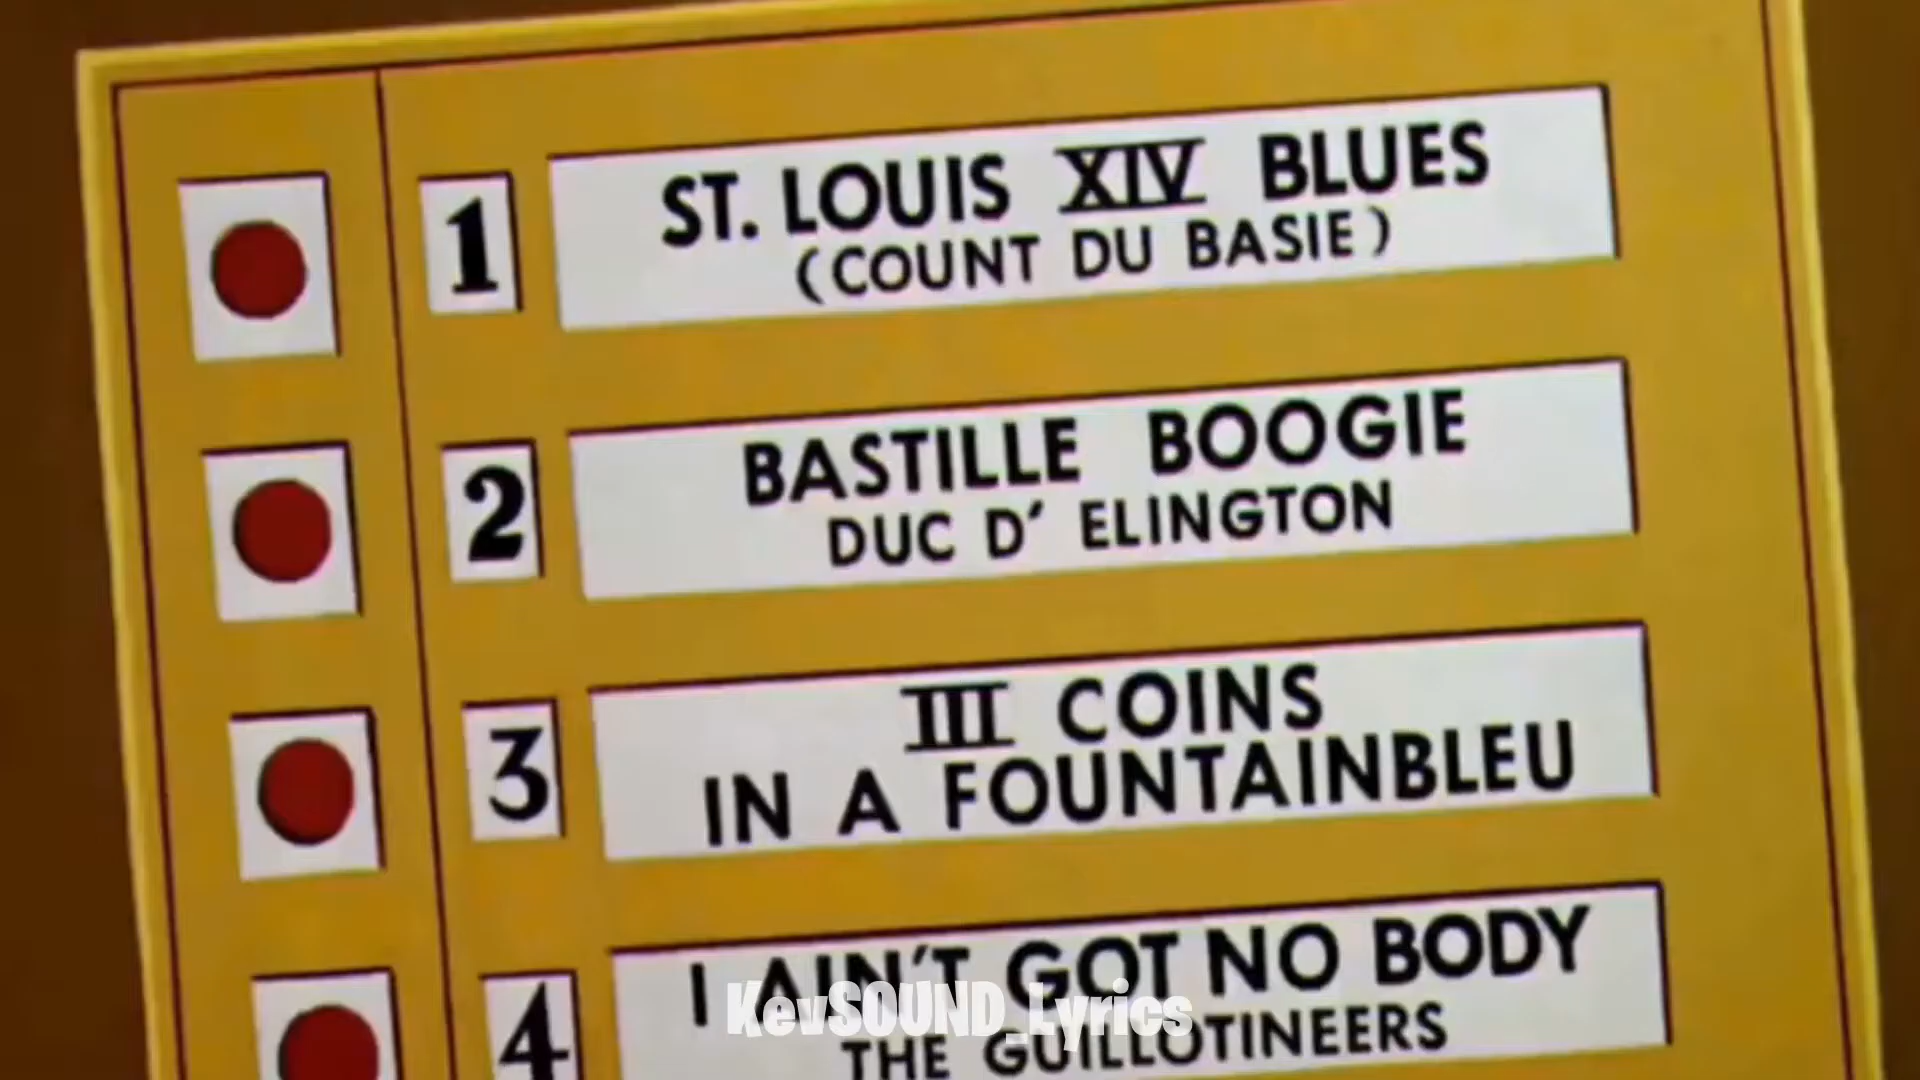 1
ST. LOUIS XIV BLUES
(COUNT DU BASIE)
2
BASTILLE BOOGIE
DUC D' ELINGTON
3
III COINS
IN A FOUNTAINBLEU
4
I AIN'T GOT NO BODY
THE GUILLOTINEERS
KevSOUND_Lyrics